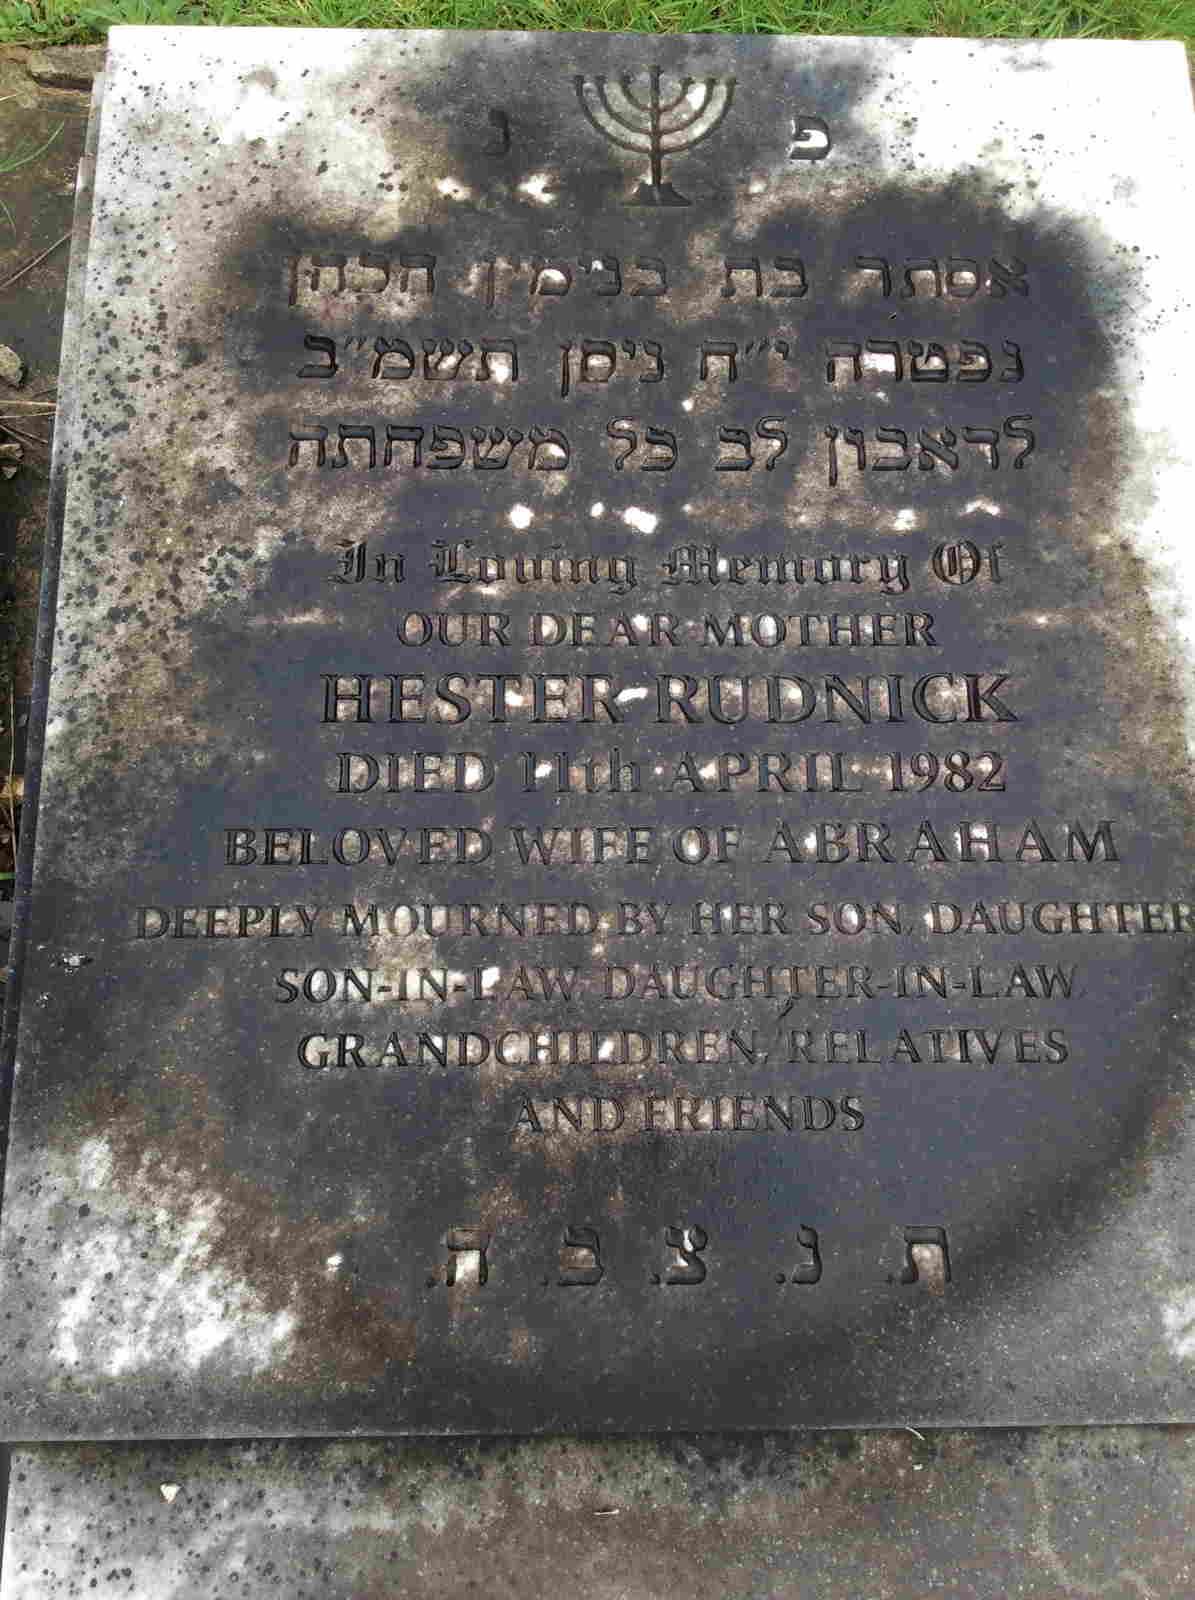 פ נ
אסתר בת בנימין הכהן
נפטרה י״ח ניסן תשמ״ב
לדאבון לב כל משפחתה
In Loving Memory Of
OUR DEAR MOTHER
HESTER RUDNICK
DIED 11th APRIL 1982
BELOVED WIFE OF ABRAHAM
DEEPLY MOURNED BY HER SON, DAUGHTER
SON-IN-LAW, DAUGHTER-IN-LAW,
GRANDCHILDREN, RELATIVES
AND FRIENDS
ת. נ. צ. ב. ה.